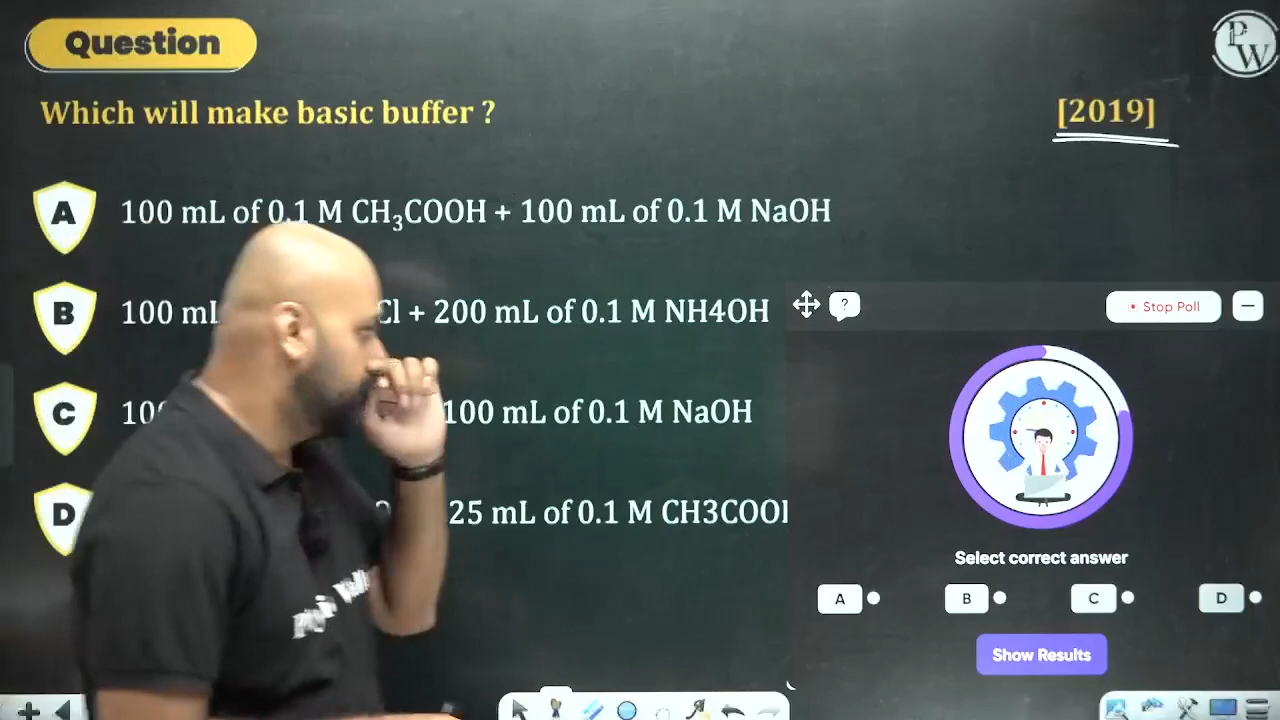 Question
PW
Which will make basic buffer ?
[2019]
A 100 mL of 0.1 M CH₃COOH + 100 mL of 0.1 M NaOH
B 100 mL Cl + 200 mL of 0.1 M NH4OH
? Stop Poll −
C 100 mL of 0.1 M NaOH
D 25 mL of 0.1 M
Select correct answer
A B C D
Show Results